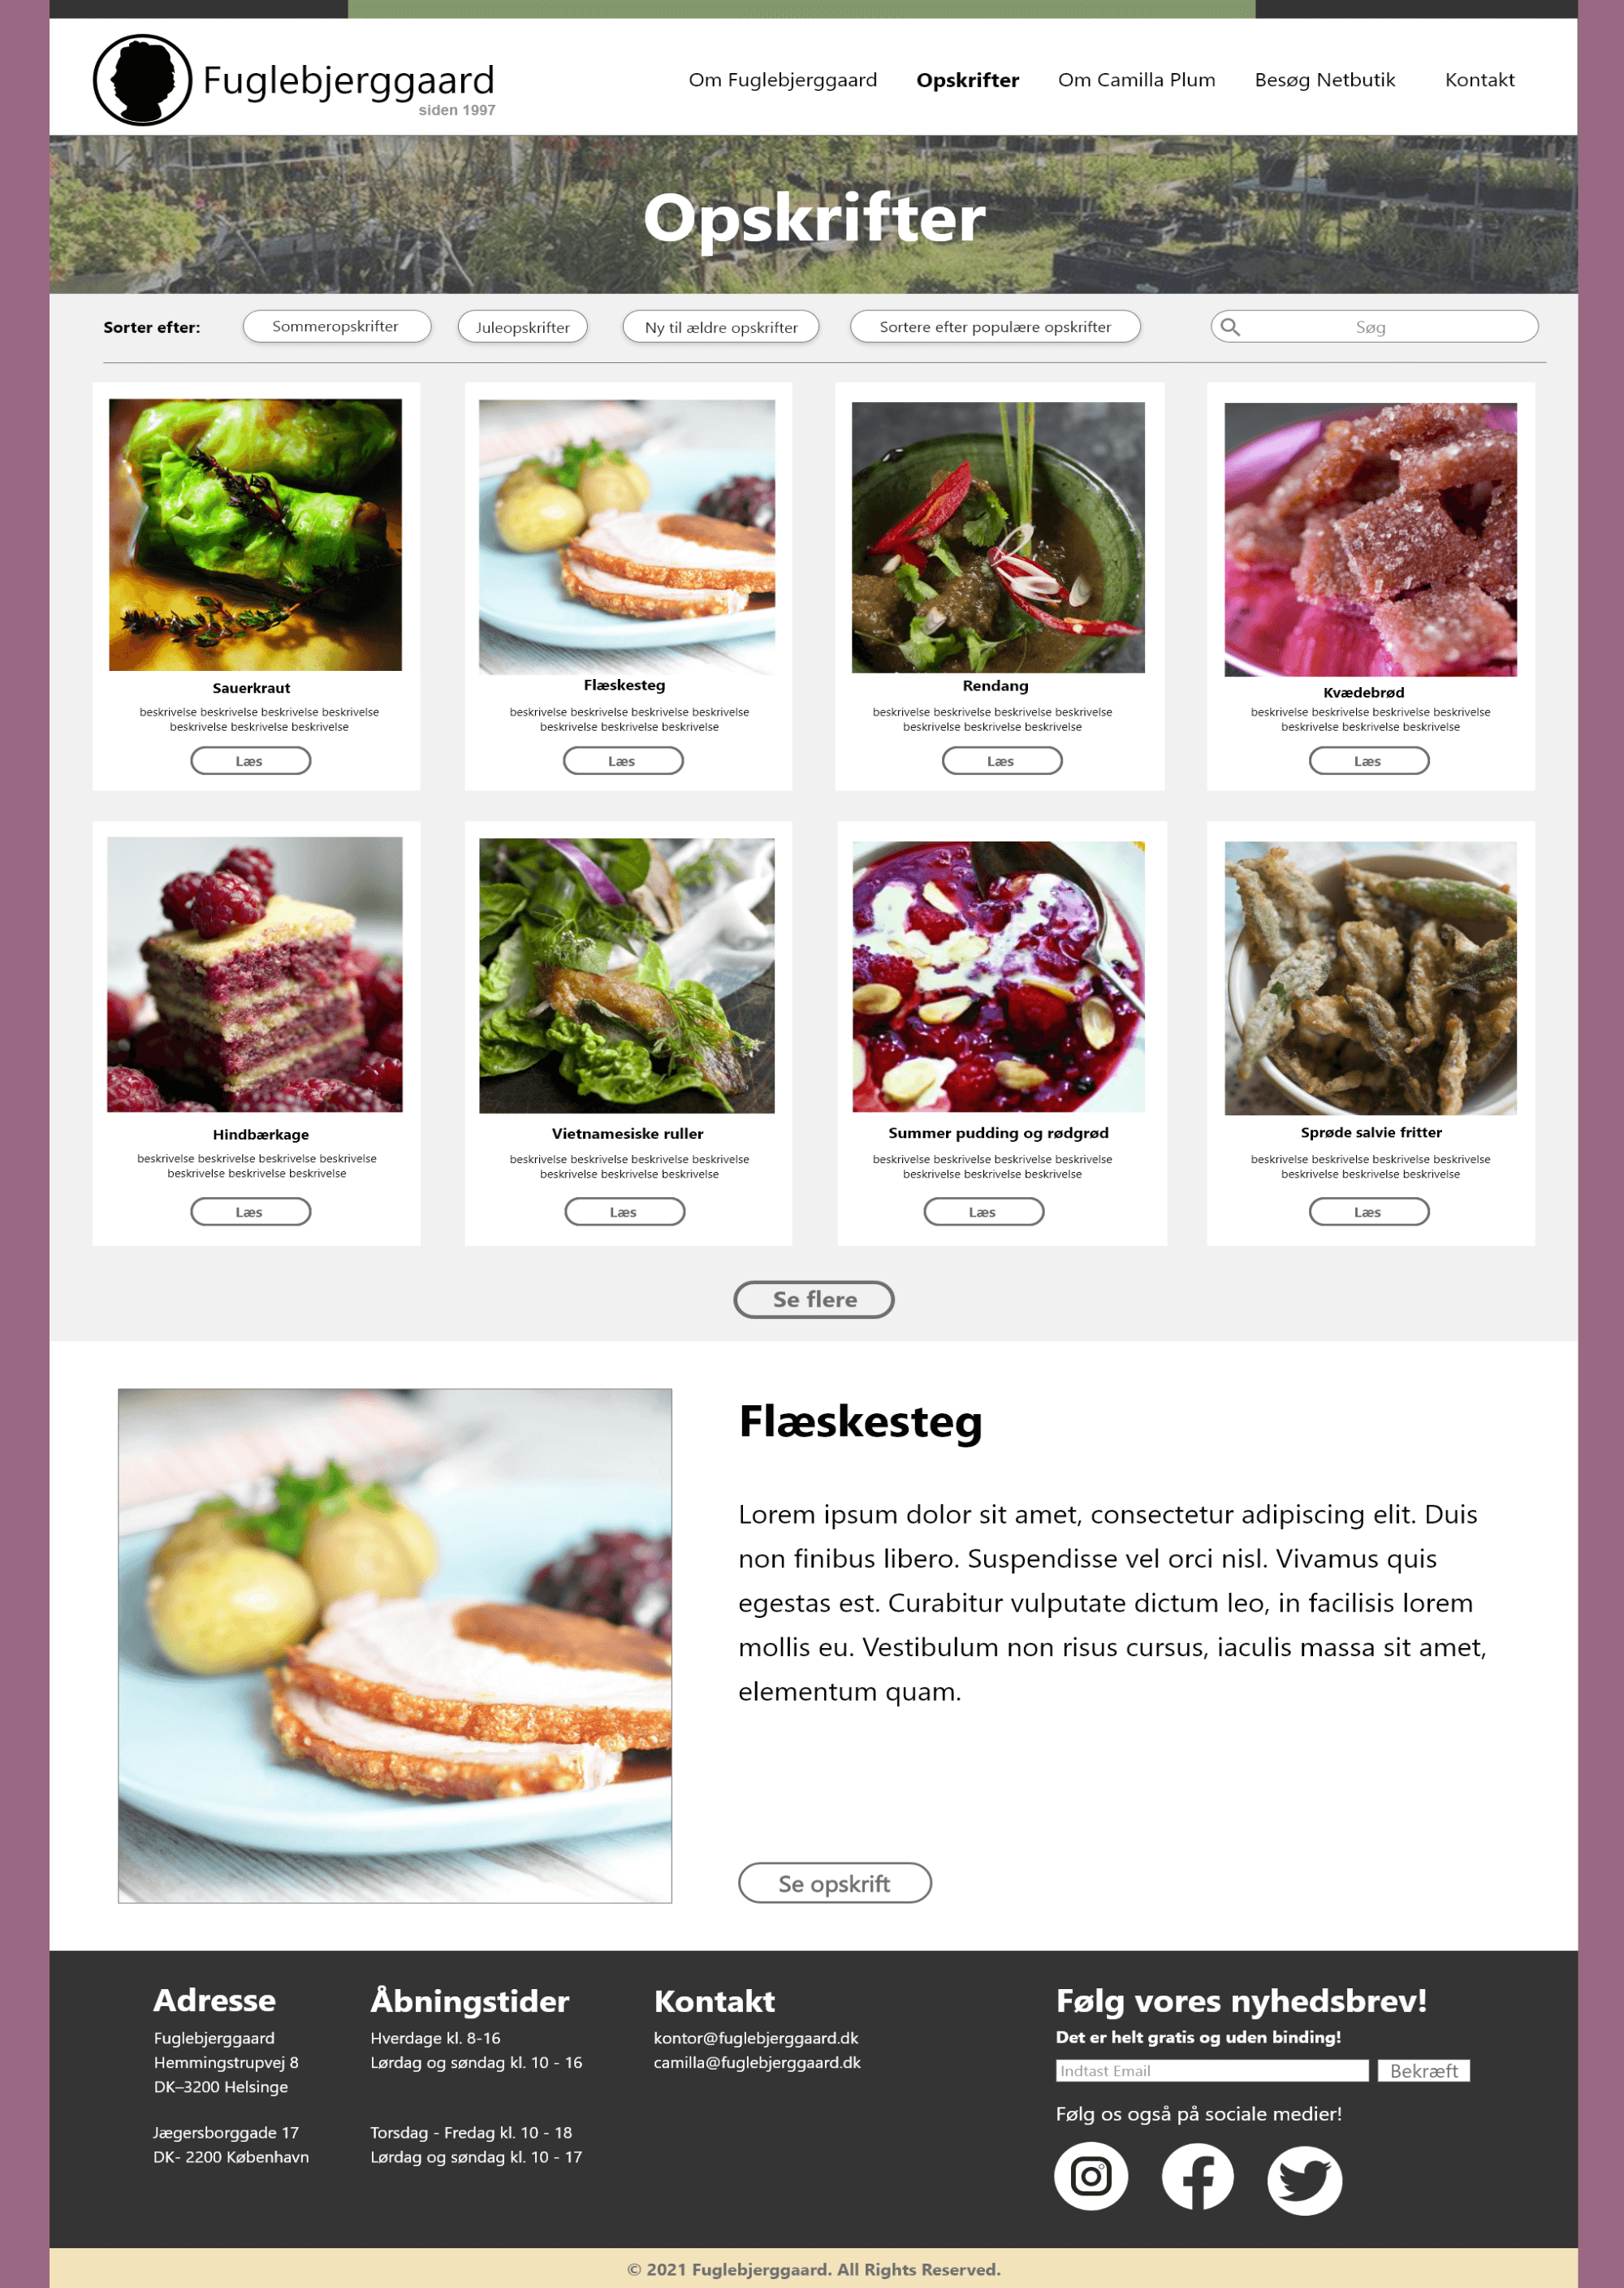 Fuglebjerggaard
siden 1997
Om Fuglebjerggaard Opskrifter Om Camilla Plum Besøg Netbutik Kontakt
Opskrifter
Sorter efter: Sommeropskrifter Juleopskrifter Ny til ældre opskrifter Sortere efter populære opskrifter Søg
Sauerkraut
beskrivelse beskrivelse beskrivelse beskrivelse
beskrivelse beskrivelse beskrivelse
Læs
Flæskesteg
beskrivelse beskrivelse beskrivelse beskrivelse
beskrivelse beskrivelse beskrivelse
Læs
Rendang
beskrivelse beskrivelse beskrivelse beskrivelse
beskrivelse beskrivelse beskrivelse
Læs
Kvædebrød
beskrivelse beskrivelse beskrivelse beskrivelse
beskrivelse beskrivelse beskrivelse
Læs
Hindbærkage
beskrivelse beskrivelse beskrivelse beskrivelse
beskrivelse beskrivelse beskrivelse
Læs
Vietnamesiske ruller
beskrivelse beskrivelse beskrivelse beskrivelse
beskrivelse beskrivelse beskrivelse
Læs
Summer pudding og rødgrød
beskrivelse beskrivelse beskrivelse beskrivelse
beskrivelse beskrivelse beskrivelse
Læs
Sprøde salvie fritter
beskrivelse beskrivelse beskrivelse beskrivelse
beskrivelse beskrivelse beskrivelse
Læs
Se flere
Flæskesteg
Lorem ipsum dolor sit amet, consectetur adipiscing elit. Duis
non finibus libero. Suspendisse vel orci nisl. Vivamus quis
egestas est. Curabitur vulputate dictum leo, in facilisis lorem
mollis eu. Vestibulum non risus cursus, iaculis massa sit amet,
elementum quam.
Se opskrift
Adresse
Fuglebjerggaard
Hemmingstrupvej 8
DK–3200 Helsinge
Jægersborggade 17
DK- 2200 København
Åbningstider
Hverdage kl. 8-16
Lørdag og søndag kl. 10 - 16
Torsdag - Fredag kl. 10 - 18
Lørdag og søndag kl. 10 - 17
Kontakt
kontor@fuglebjerggaard.dk
camilla@fuglebjerggaard.dk
Følg vores nyhedsbrev!
Det er helt gratis og uden binding!
Indtast Email Bekræft
Følg os også på sociale medier!
© 2021 Fuglebjerggaard. All Rights Reserved.